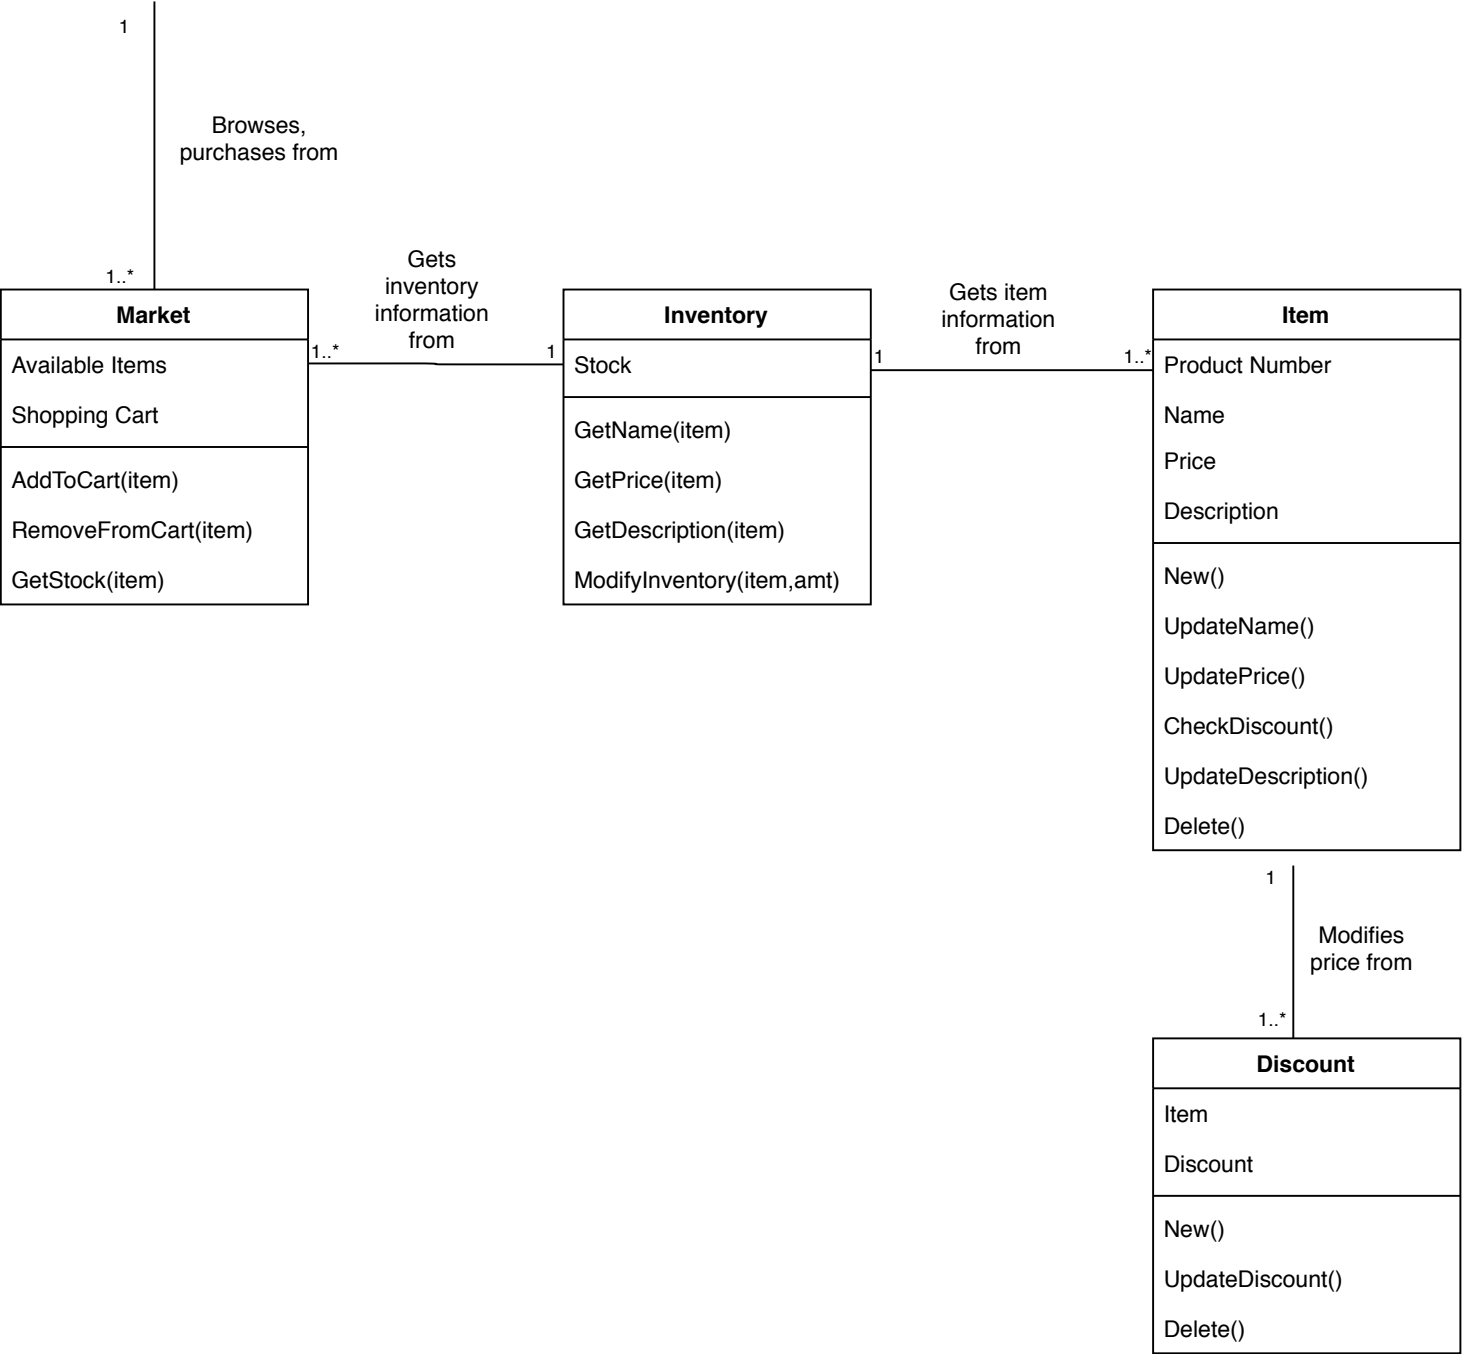 1
Browses,
purchases from
1..*
Market
Available Items
Shopping Cart
AddToCart(item)
RemoveFromCart(item)
GetStock(item)
Gets
inventory
information
from
1..*
1
Inventory
Stock
GetName(item)
GetPrice(item)
GetDescription(item)
ModifyInventory(item,amt)
Gets item
information
from
1
1..*
Item
Product Number
Name
Price
Description
New()
UpdateName()
UpdatePrice()
CheckDiscount()
UpdateDescription()
Delete()
1
Modifies
price from
1..*
Discount
Item
Discount
New()
UpdateDiscount()
Delete()